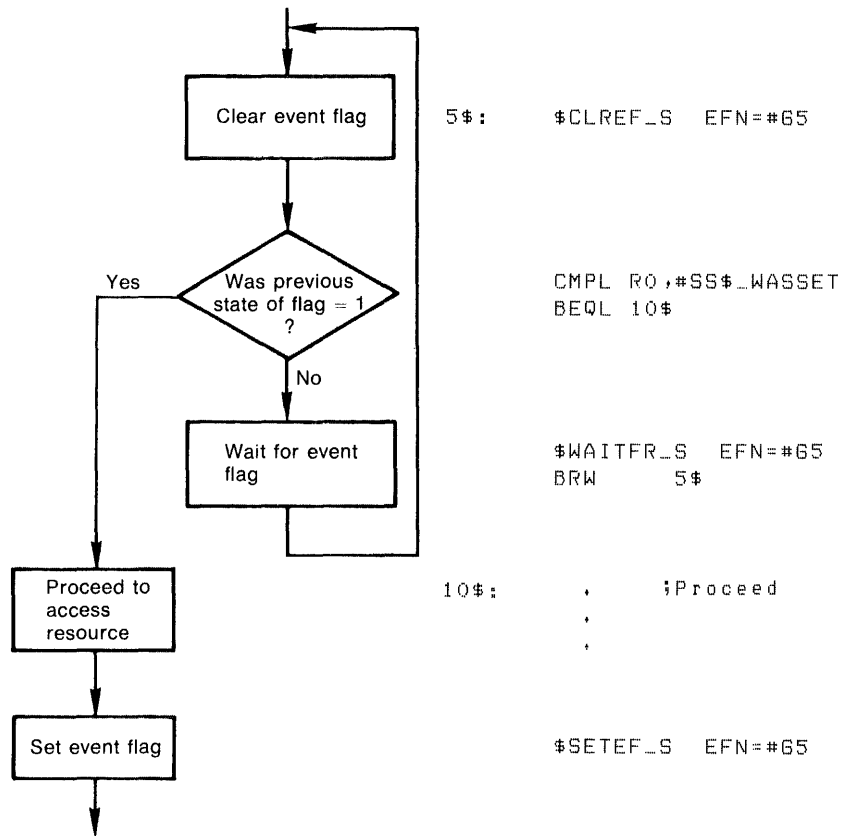 Clear event flag
5$: $CLREF_S EFN=#65
Yes
Was previous
state of flag = 1
?
CMPL R0,#SS$_WASSET
BEQL 10$
No
Wait for event
flag
$WAITFR_S EFN=#65
BRW 5$
Proceed to
access
resource
10$: . ;Proceed
.
.
Set event flag
$SETEF_S EFN=#65